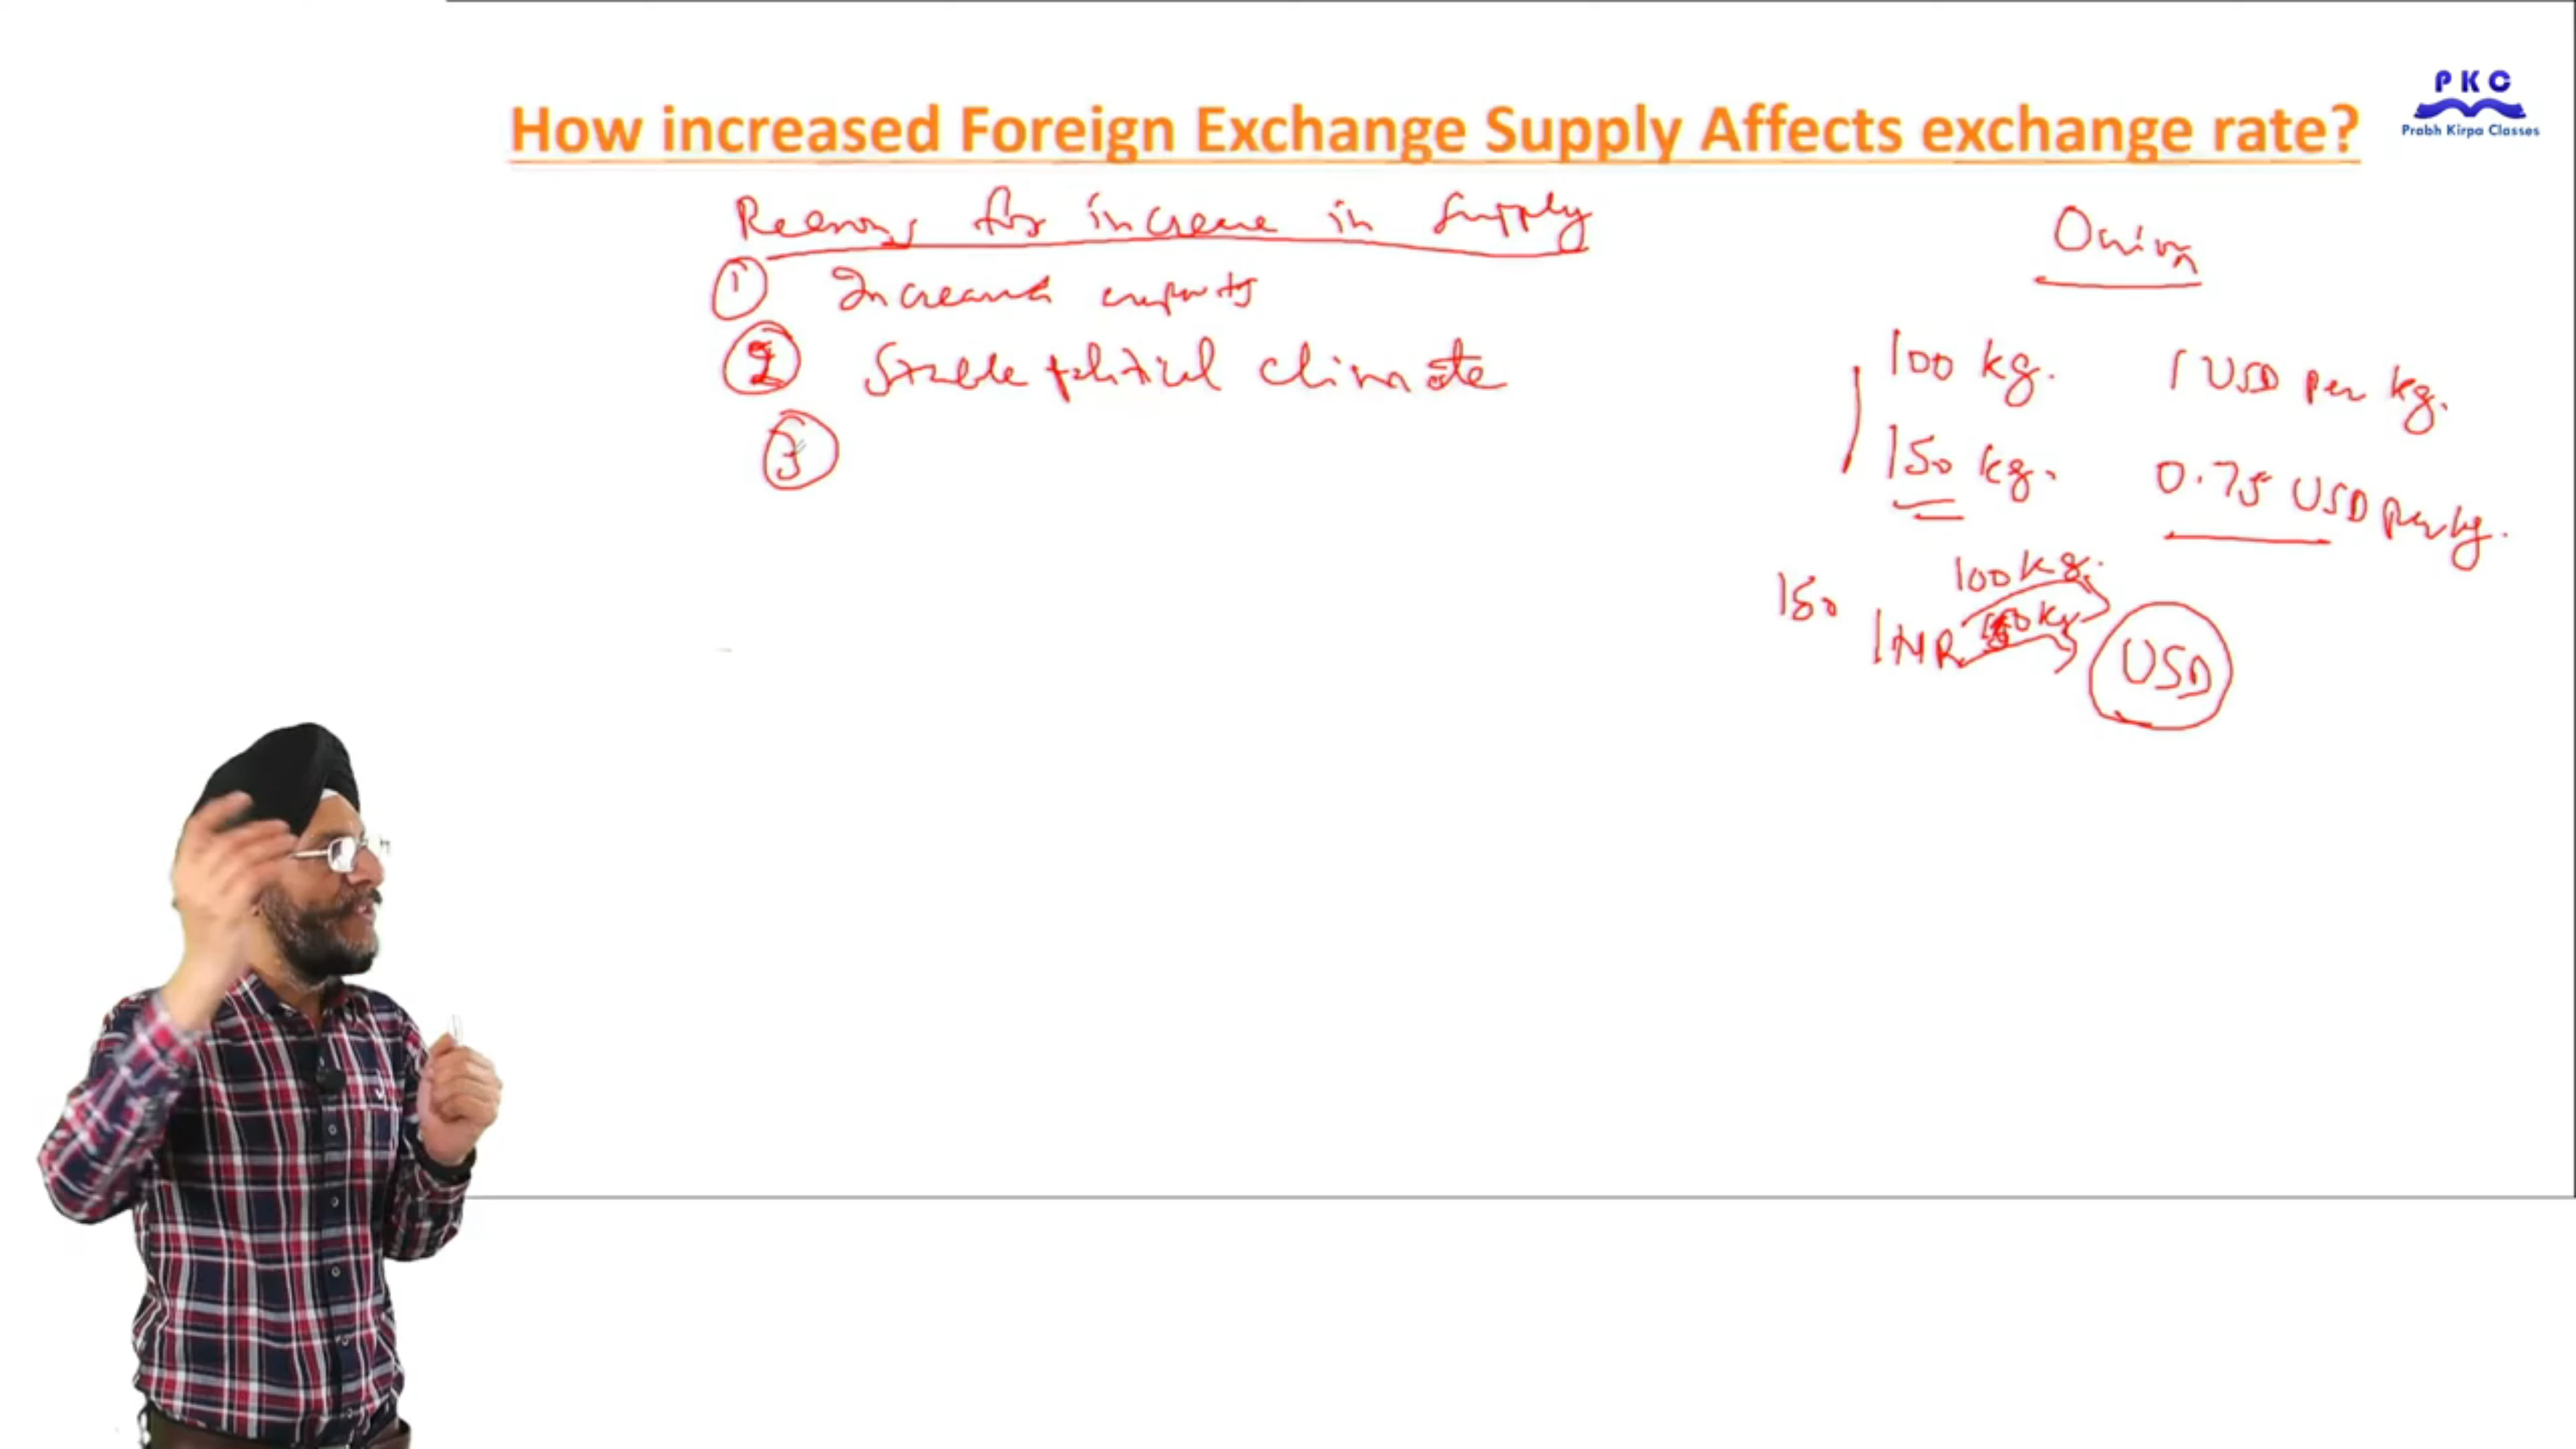 PKC
Prabh Kirpa Classes
How increased Foreign Exchange Supply Affects exchange rate?
Reasons for increase in Supply
① Increased exports
② Stable political climate
③
Onion
100 kg. 1 USD per kg.
150 kg. 0.75 USD per kg.
100 kg.
150
INR
USD